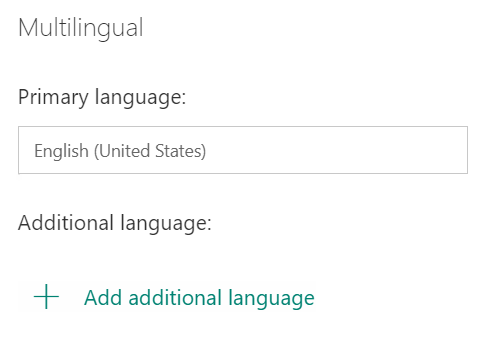 Multilingual
Primary language:
English (United States)
Additional language:
Add additional language